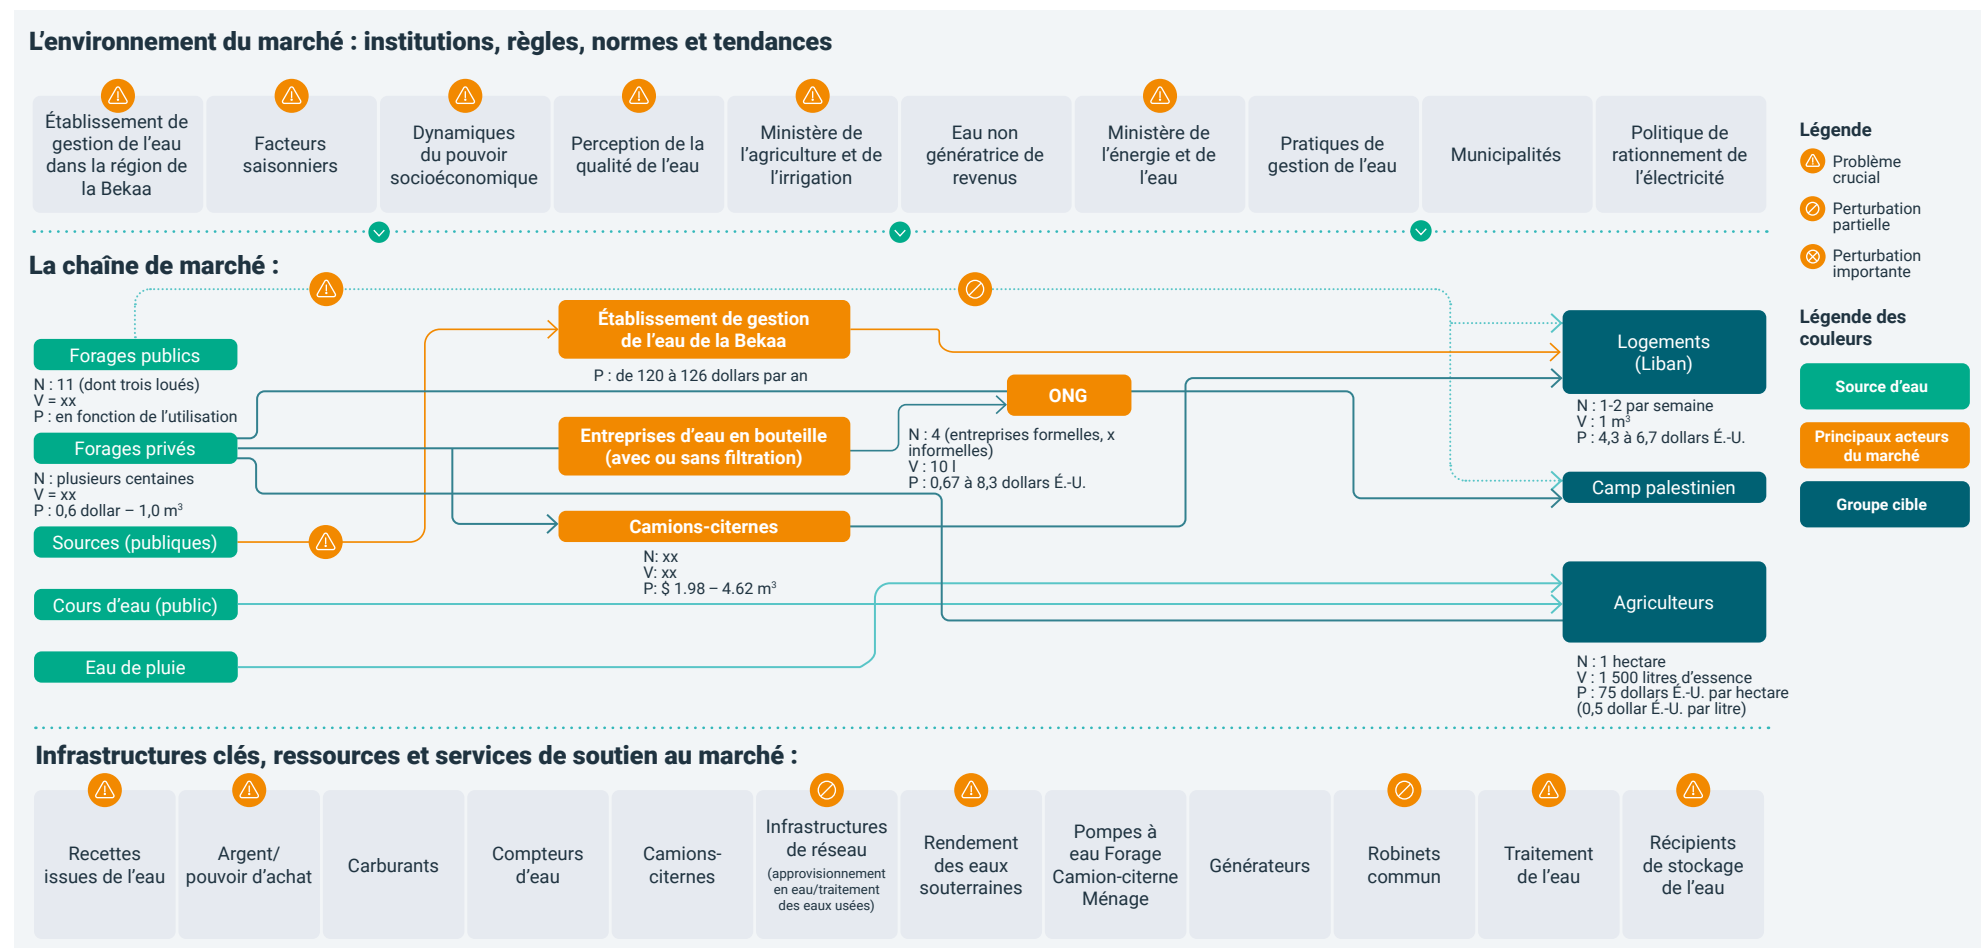 L’environnement du marché : institutions, règles, normes et tendances
Établissement de
gestion de l’eau
dans la région de
la Bekaa
Facteurs
saisonniers
Dynamiques
du pouvoir
socioéconomique
Perception de la
qualité de l’eau
Ministère de
l’agriculture et de
l’irrigation
Eau non
génératrice de
revenus
Ministère de
l’énergie et de
l’eau
Pratiques de
gestion de l’eau
Municipalités
Politique de
rationnement de
l’électricité
Légende
Problème
crucial
Perturbation
partielle
Perturbation
importante
Légende des
couleurs
Source d’eau
Principaux acteurs
du marché
Groupe cible
La chaîne de marché :
Forages publics
N : 11 (dont trois loués)
V = xx
P : en fonction de l’utilisation
Forages privés
N : plusieurs centaines
V = xx
P : 0,6 dollar – 1,0 m³
Sources (publiques)
Cours d’eau (public)
Eau de pluie
Établissement de gestion
de l’eau de la Bekaa
P : de 120 à 126 dollars par an
Entreprises d’eau en bouteille
(avec ou sans filtration)
Camions-citernes
N: xx
V: xx
P: $ 1.98 – 4.62 m³
ONG
N : 4 (entreprises formelles, x
informelles)
V : 10 l
P : 0,67 à 8,3 dollars É.-U.
Logements
(Liban)
N : 1-2 par semaine
V : 1 m³
P : 4,3 à 6,7 dollars É.-U.
Camp palestinien
Agriculteurs
N : 1 hectare
V : 1 500 litres d’essence
P : 75 dollars É.-U. par hectare
(0,5 dollar É.-U. par litre)
Infrastructures clés, ressources et services de soutien au marché :
Recettes
issues de l’eau
Argent/
pouvoir d’achat
Carburants
Compteurs
d’eau
Camions-
citernes
Infrastructures
de réseau
(approvisionnement
en eau/traitement
des eaux usées)
Rendement
des eaux
souterraines
Pompes à
eau Forage
Camion-citerne
Ménage
Générateurs
Robinets
commun
Traitement
de l’eau
Récipients
de stockage
de l’eau